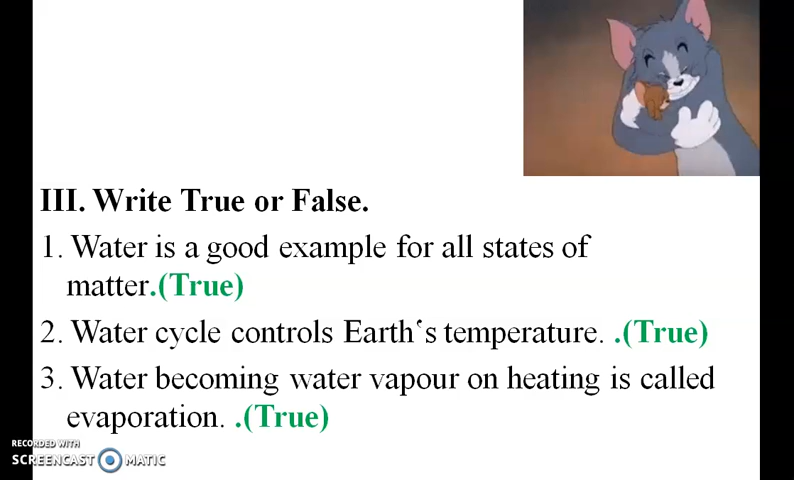 III. Write True or False.
1. Water is a good example for all states of
matter.(True)
2. Water cycle controls Earth‛s temperature. .(True)
3. Water becoming water vapour on heating is called
evaporation. .(True)
RECORDED WITH
SCREENCAST MATIC